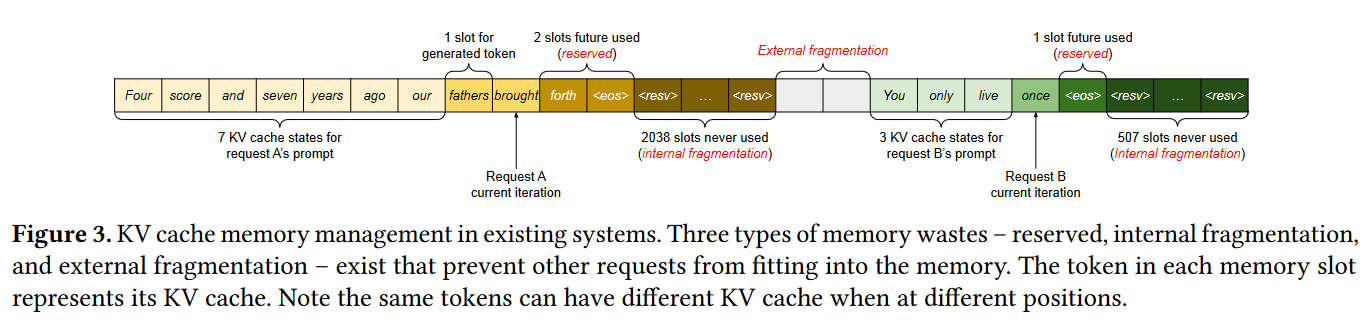 1 slot for
generated token
2 slots future used
(reserved)
External fragmentation
1 slot future used
(reserved)
Four score and seven years ago our fathers brought forth <eos> <resv> ... <resv> You only live once <eos> <resv> ... <resv>
7 KV cache states for
request A's prompt
2038 slots never used
(internal fragmentation)
3 KV cache states for
request B's prompt
507 slots never used
(Internal fragmentation)
Request A
current iteration
Request B
current iteration
Figure 3. KV cache memory management in existing systems. Three types of memory wastes – reserved, internal fragmentation,
and external fragmentation – exist that prevent other requests from fitting into the memory. The token in each memory slot
represents its KV cache. Note the same tokens can have different KV cache when at different positions.